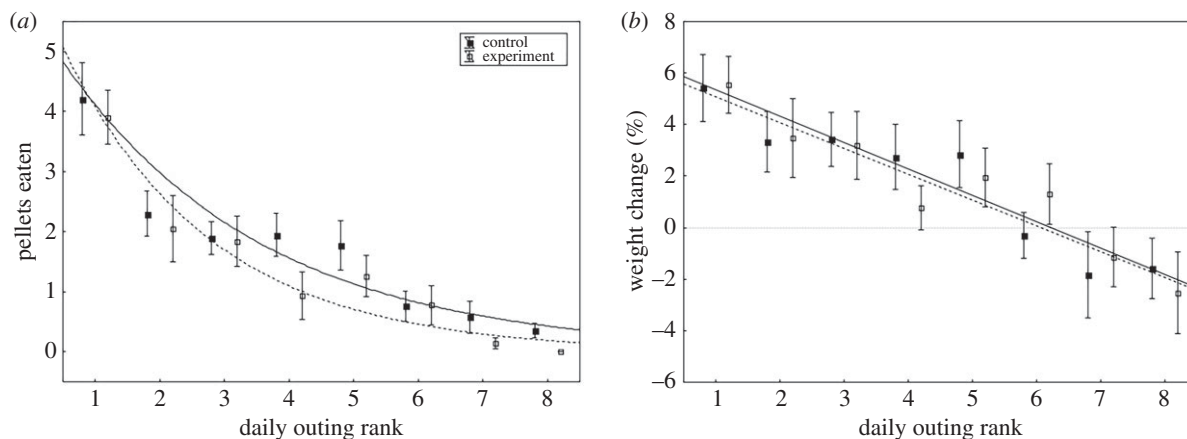 (a)
5
4
3
2
1
0
pellets eaten
control
experiment
1 2 3 4 5 6 7 8
daily outing rank
(b)
8
6
4
2
0
–2
–4
–6
weight change (%)
1 2 3 4 5 6 7 8
daily outing rank